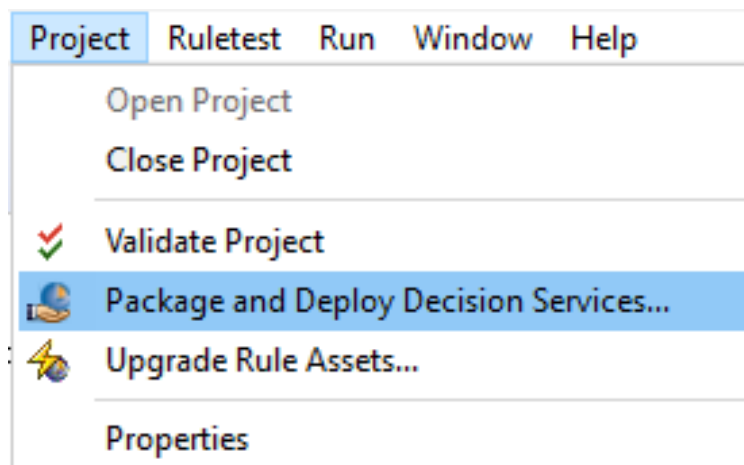 Project Ruletest Run Window Help
Open Project
Close Project
Validate Project
Package and Deploy Decision Services...
Upgrade Rule Assets...
Properties